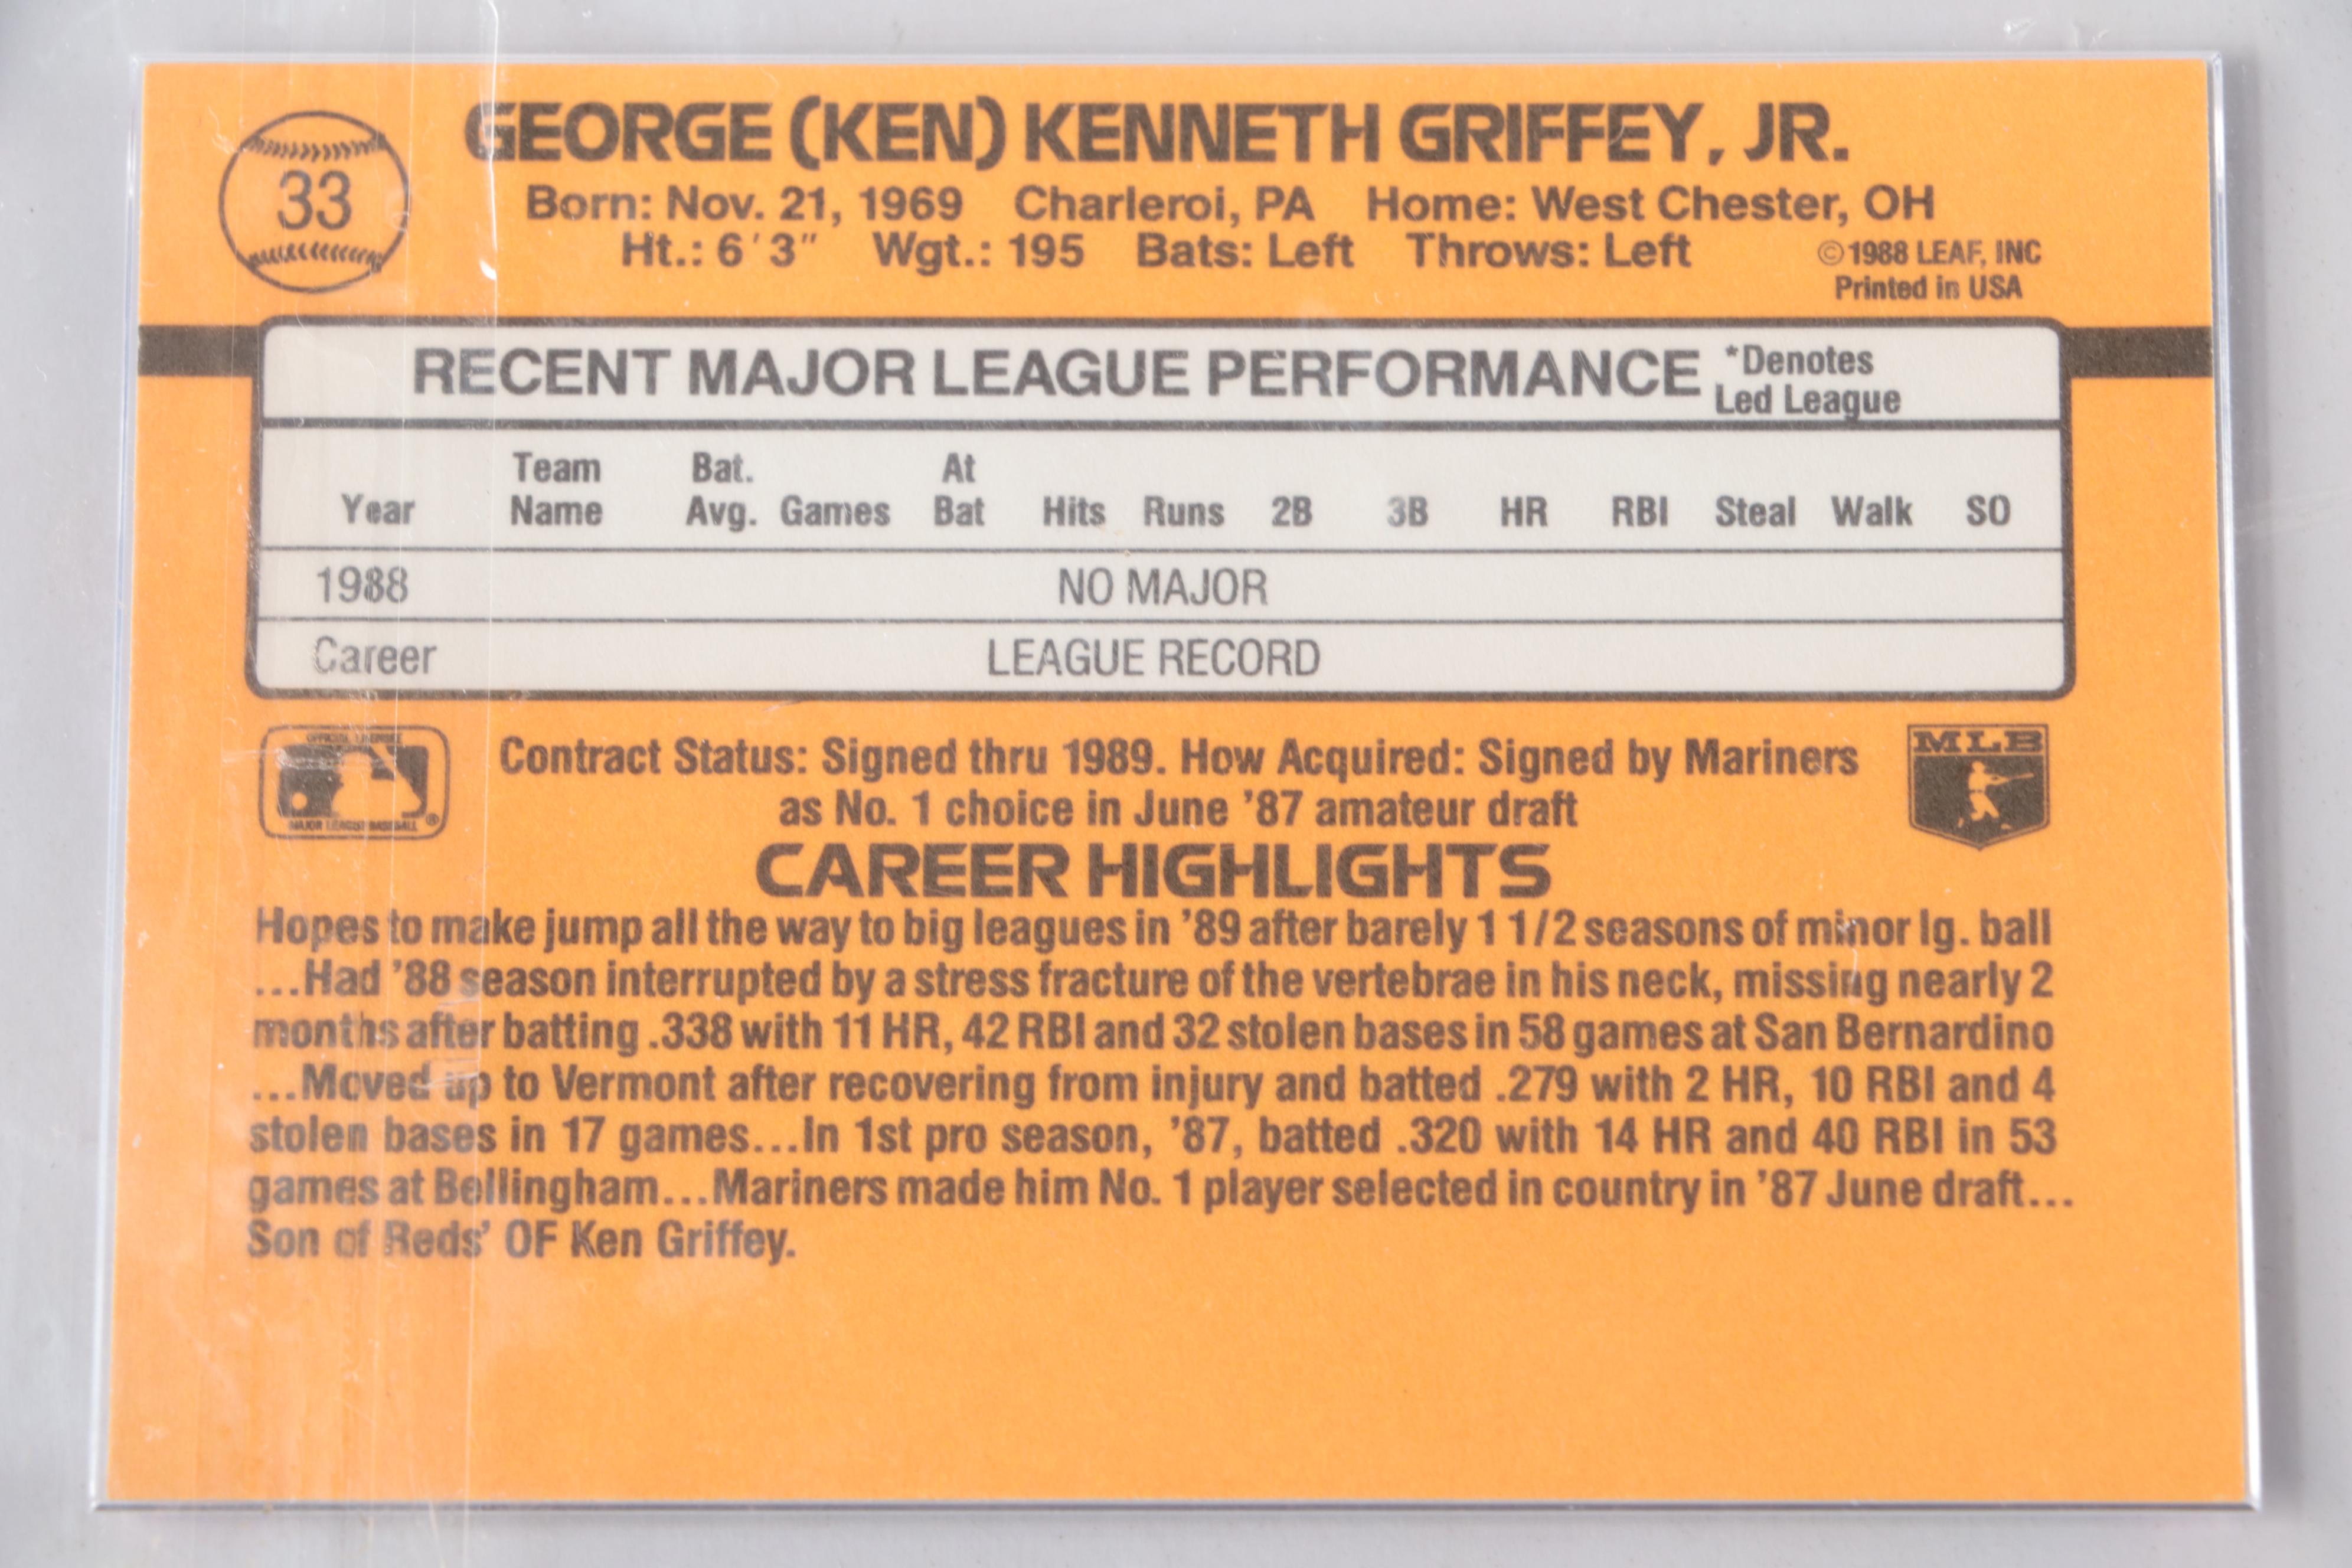 33
GEORGE (KEN) KENNETH GRIFFEY, JR.
Born: Nov. 21, 1969 Charleroi, PA Home: West Chester, OH
Ht.: 6'3" Wgt.: 195 Bats: Left Throws: Left
©1988 LEAF, INC
Printed in USA
RECENT MAJOR LEAGUE PERFORMANCE
*Denotes
Led League
Year Team Name Bat. Avg. Games At Bat Hits Runs 2B 3B HR RBI Steal Walk SO
1988 NO MAJOR
Career LEAGUE RECORD
OFFICIAL LICENSEE
MAJOR LEAGUE BASEBALL ®
Contract Status: Signed thru 1989. How Acquired: Signed by Mariners
as No. 1 choice in June '87 amateur draft
MLB
CAREER HIGHLIGHTS
Hopes to make jump all the way to big leagues in '89 after barely 1 1/2 seasons of minor lg. ball
...Had '88 season interrupted by a stress fracture of the vertebrae in his neck, missing nearly 2
months after batting .338 with 11 HR, 42 RBI and 32 stolen bases in 58 games at San Bernardino
...Moved up to Vermont after recovering from injury and batted .279 with 2 HR, 10 RBI and 4
stolen bases in 17 games...In 1st pro season, '87, batted .320 with 14 HR and 40 RBI in 53
games at Bellingham...Mariners made him No. 1 player selected in country in '87 June draft...
Son of Reds' OF Ken Griffey.